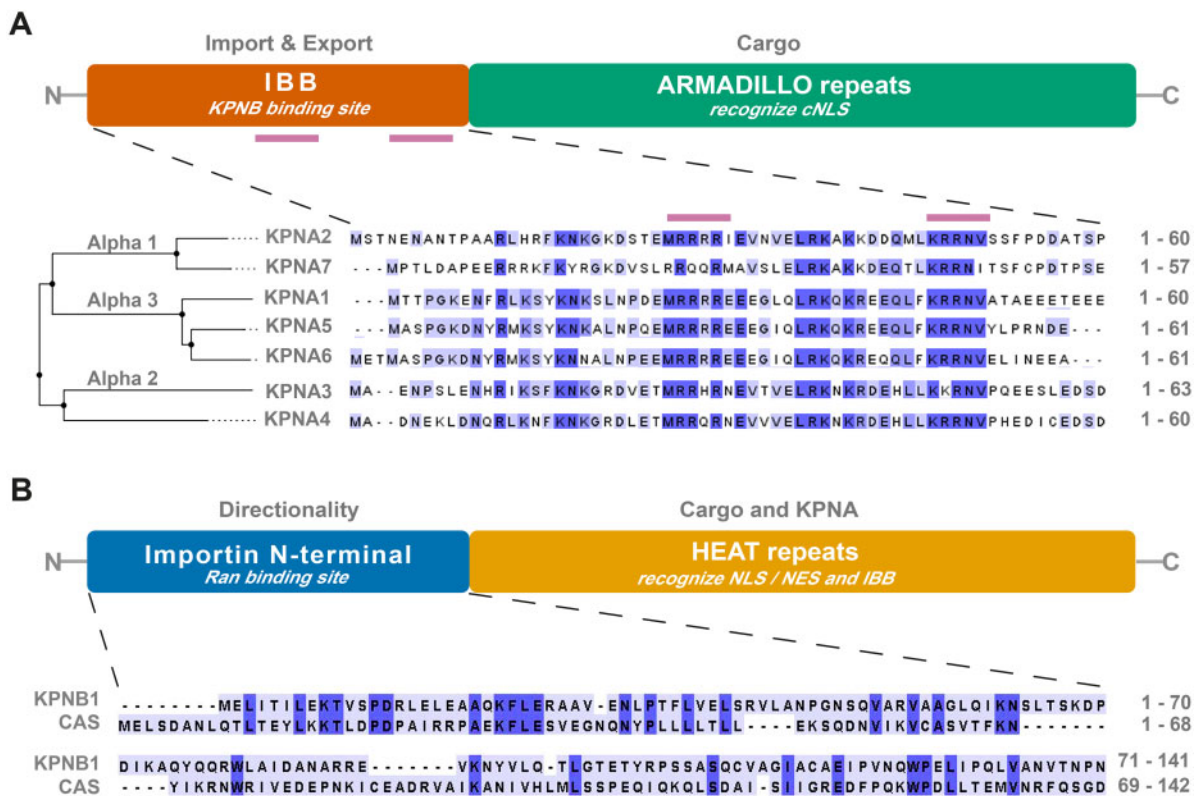 A
Import & Export Cargo
N IBB ARMADILLO repeats C
KPNB binding site recognize cNLS
Alpha 1 KPNA2 MSTNENANTPAARLHRFKNKGKDSTEMRRRRIEVNVELRKAKKDDQMLKRRNVSSFPDDATSP 1 - 60
KPNA7 ---MPTLDAPEERRRKFKYRGKDVSLRRQQRMAVSLELRKAKKDEQTLKRRNITSFCPDTPSE 1 - 57
Alpha 3 KPNA1 ---MTTPGKENFRLKSYKNKSLNPDEMRRRREEEGLQLRKQKREEQLFKRRNVATAEEETEEE 1 - 60
KPNA5 ---MASPGKDNYRMKSYKNKALNPQEMRRRREEEGIQLRKQKREEQLFKRRNVYLPRNDE--- 1 - 61
KPNA6 METMASPGKDNYRMKSYKNNALNPEEMRRRREEEGIQLRKQKREQQLFKRRNVELINEEA--- 1 - 61
Alpha 2 KPNA3 MA--ENPSLENHRIKSFKNKGRDVETMRRHRNEVTVELRKNKRDEHLLKKRNVPQEESLEDSD 1 - 63
KPNA4 MA--DNEKLDNQRLKNFKNKGRDLETMRRQRNEVVVELRKNKRDEHLLKRRNVPHEDICEDSD 1 - 60
B
Directionality Cargo and KPNA
N Importin N-terminal HEAT repeats C
Ran binding site recognize NLS / NES and IBB
KPNB1 --------MELITILEKTVSPDRLELEAAQKFLERAAV-ENLPTFLVELSRVLANPGNSQVARVAAGLQIKNSLTSKDP 1 - 70
CAS MELSDANLQTLTEYLKKTLDPDPAIRRPAEKFLESVEGNQNYPLLLLTLL----EKSQDNVIKVCASVTFKN------- 1 - 68
KPNB1 DIKAQYQQRWLAIDANARRE-------VKNYVLQ-TLGTETYRPSSASQCVAGIACAEIPVNQWPELIPQLVANVTNPN 71 - 141
CAS ----YIKRNWRIVEDEPNKICEADRVAIKANIVHLMLSSPEQIQKQLSDAI-SIIGREDFPQKWPDLLTEMVNRFQSGD 69 - 142